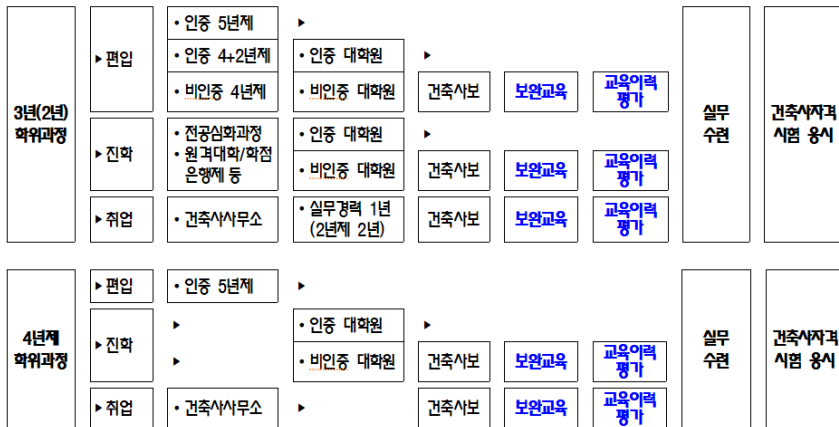 • 인증 5년제 ▶
▶편입 • 인증 4+2년제 • 인증 대학원 ▶
• 비인증 4년제 • 비인증 대학원 건축사보 보완교육 교육이력
평가
3년(2년)
학위과정
실무
수련
건축사자격
시험 응시
▶진학 • 전공심화과정
• 원격대학/학점
은행제 등
• 인증 대학원 ▶
• 비인증 대학원 건축사보 보완교육 교육이력
평가
▶취업 • 건축사사무소 • 실무경력 1년
(2년제 2년)
건축사보 보완교육 교육이력
평가
▶편입 • 인증 5년제 ▶
4년제
학위과정
▶진학 ▶ • 인증 대학원 ▶
▶ • 비인증 대학원 건축사보 보완교육 교육이력
평가
실무
수련
건축사자격
시험 응시
▶취업 • 건축사사무소 ▶ 건축사보 보완교육 교육이력
평가